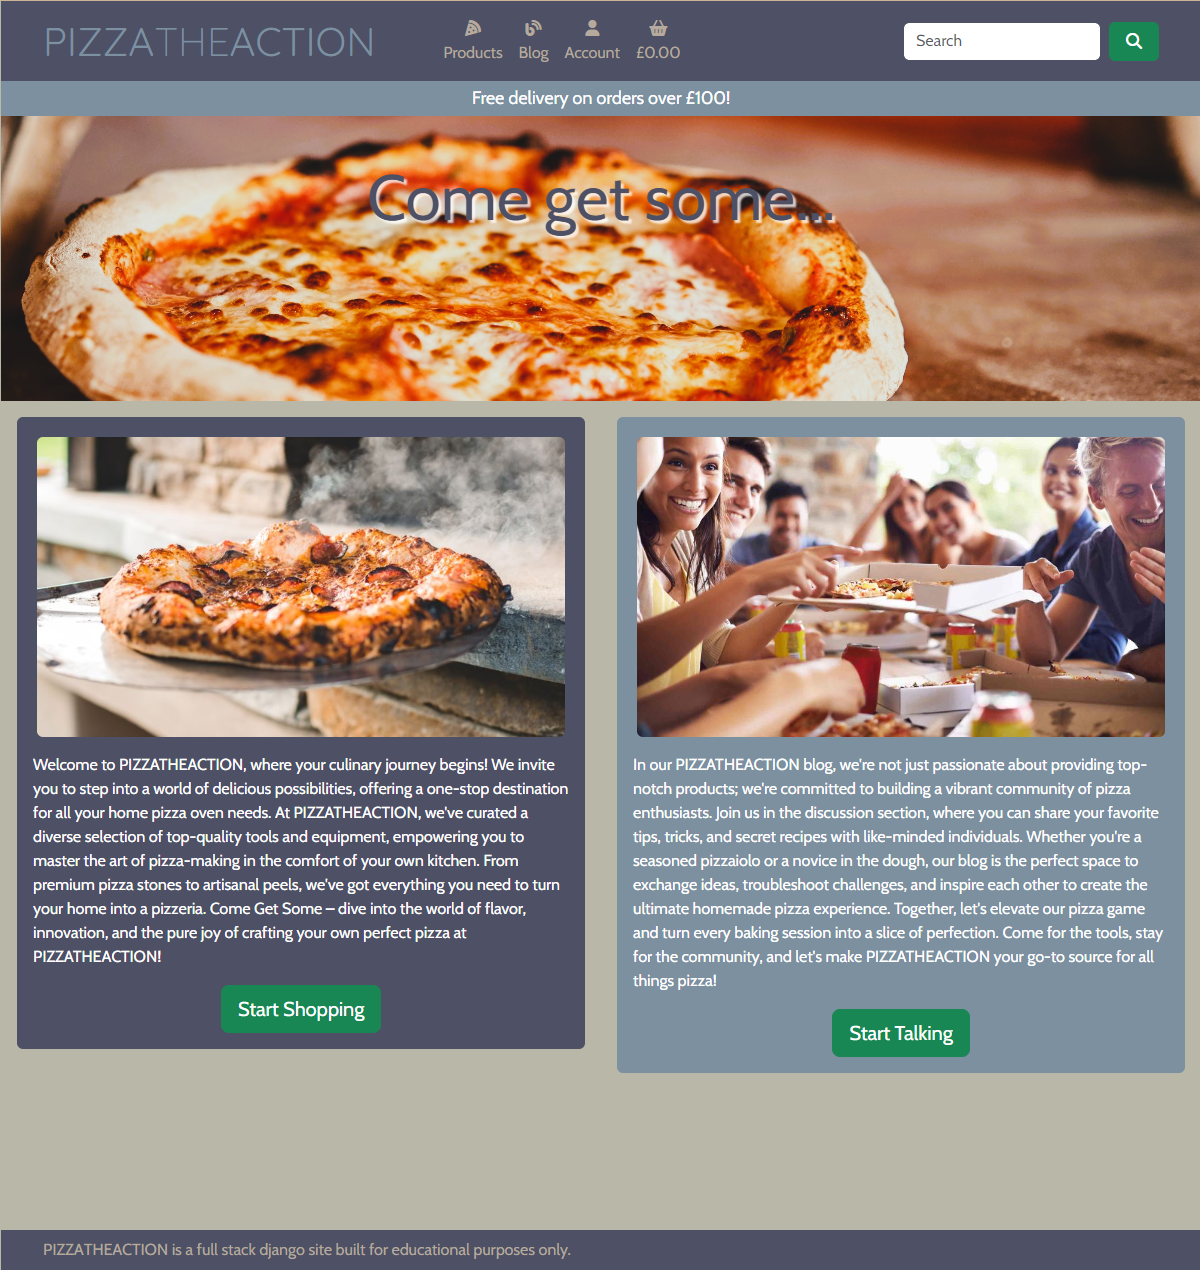 PIZZATHEACTION
Products Blog Account £0.00
Search
Free delivery on orders over £100!
Come get some...
Welcome to PIZZATHEACTION, where your culinary journey begins! We invite
you to step into a world of delicious possibilities, offering a one-stop destination
for all your home pizza oven needs. At PIZZATHEACTION, we've curated a
diverse selection of top-quality tools and equipment, empowering you to
master the art of pizza-making in the comfort of your own kitchen. From
premium pizza stones to artisanal peels, we've got everything you need to turn
your home into a pizzeria. Come Get Some – dive into the world of flavor,
innovation, and the pure joy of crafting your own perfect pizza at
PIZZATHEACTION!
Start Shopping
In our PIZZATHEACTION blog, we're not just passionate about providing top-
notch products; we're committed to building a vibrant community of pizza
enthusiasts. Join us in the discussion section, where you can share your favorite
tips, tricks, and secret recipes with like-minded individuals. Whether you're a
seasoned pizzaiolo or a novice in the dough, our blog is the perfect space to
exchange ideas, troubleshoot challenges, and inspire each other to create the
ultimate homemade pizza experience. Together, let's elevate our pizza game
and turn every baking session into a slice of perfection. Come for the tools, stay
for the community, and let's make PIZZATHEACTION your go-to source for all
things pizza!
Start Talking
PIZZATHEACTION is a full stack django site built for educational purposes only.